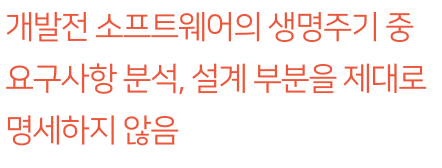 개발전 소프트웨어의 생명주기 중
요구사항 분석, 설계 부분을 제대로
명세하지 않음